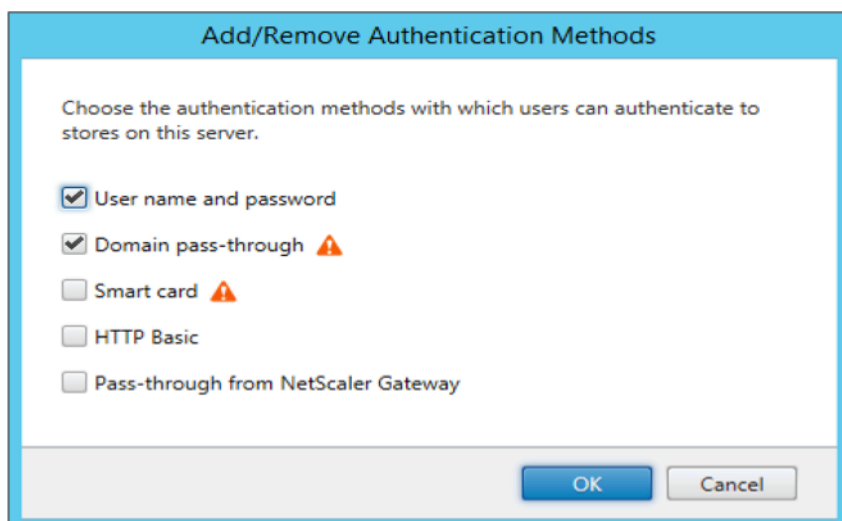 Add/Remove Authentication Methods
Choose the authentication methods with which users can authenticate to
stores on this server.
User name and password
Domain pass-through
Smart card
HTTP Basic
Pass-through from NetScaler Gateway
OK
Cancel